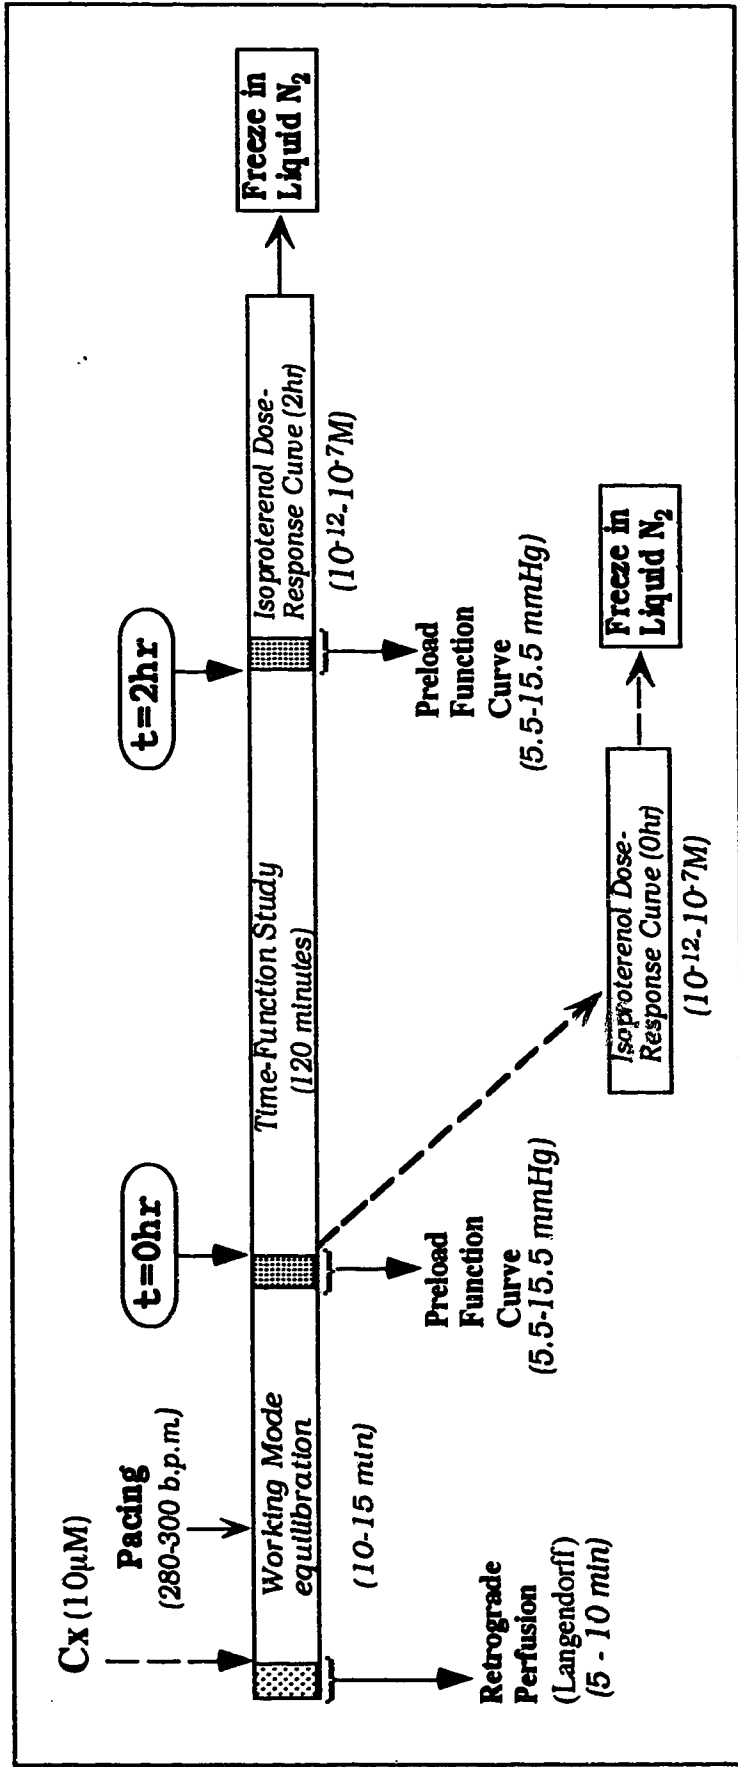 Cx (10µM)
Pacing
(280-300 b.p.m.)
t=0hr
t=2hr
Working Mode
equilibration
(10-15 min)
Time-Function Study
(120 minutes)
Isoproterenol Dose-
Response Curve (2hr)
(10-12-10-7M)
Freeze in
Liquid N2
Retrograde
Perfusion
(Langendorff)
(5 - 10 min)
Preload
Function
Curve
(5.5-15.5 mmHg)
Preload
Function
Curve
(5.5-15.5 mmHg)
Isoproterenol Dose-
Response Curve (0hr)
(10-12-10-7M)
Freeze in
Liquid N2